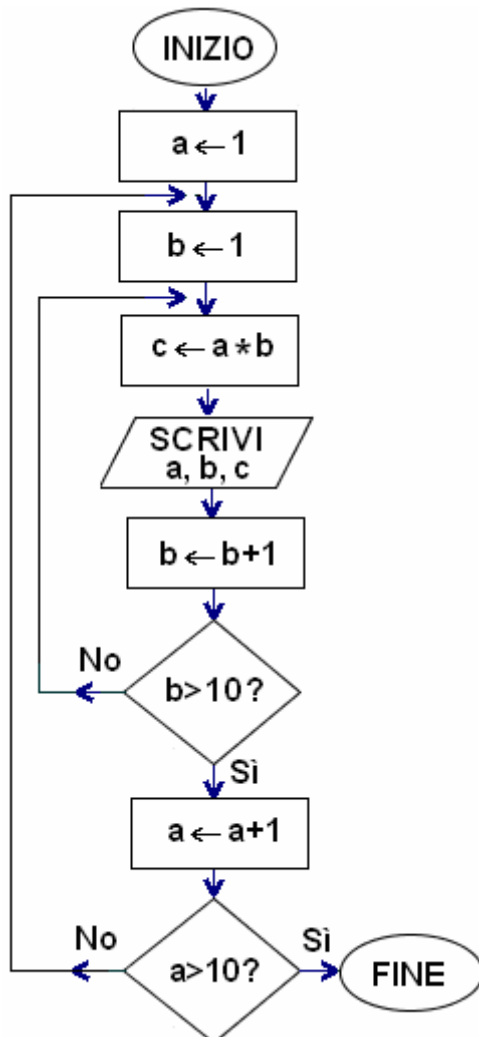 INIZIO
a ← 1
b ← 1
c ← a * b
SCRIVI
a, b, c
b ← b+1
b>10?
No
Sì
a ← a+1
a>10?
No
Sì
FINE